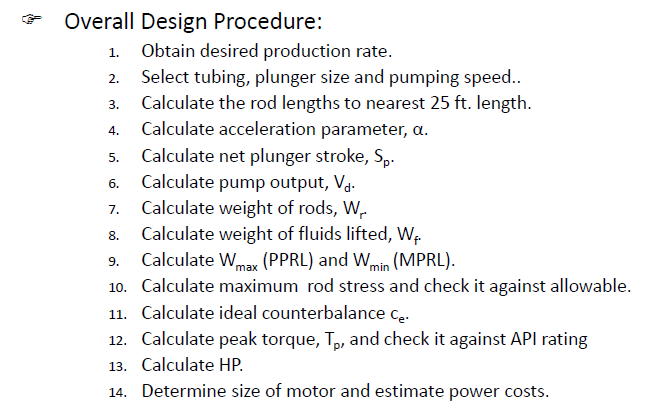 ☞ Overall Design Procedure:
1. Obtain desired production rate.
2. Select tubing, plunger size and pumping speed..
3. Calculate the rod lengths to nearest 25 ft. length.
4. Calculate acceleration parameter, α.
5. Calculate net plunger stroke, Sp.
6. Calculate pump output, Vd.
7. Calculate weight of rods, Wr.
8. Calculate weight of fluids lifted, Wf.
9. Calculate Wmax (PPRL) and Wmin (MPRL).
10. Calculate maximum rod stress and check it against allowable.
11. Calculate ideal counterbalance ce.
12. Calculate peak torque, Tp, and check it against API rating
13. Calculate HP.
14. Determine size of motor and estimate power costs.